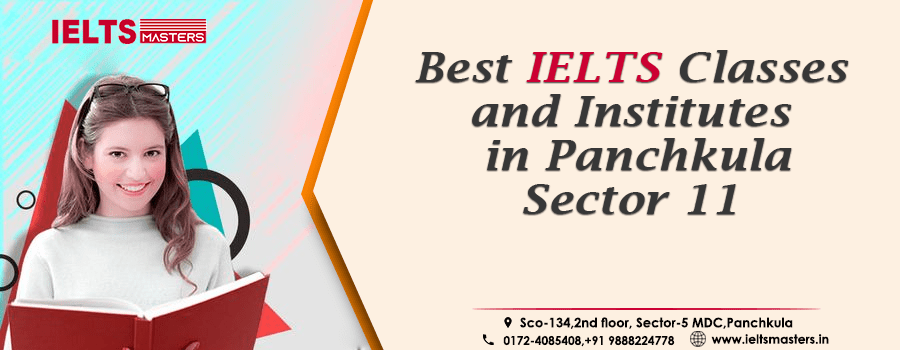 IELTS MASTERS
Best IELTS Classes
and Institutes
in Panchkula
Sector 11
Sco-134,2nd floor, Sector-5 MDC,Panchkula
0172-4085408,+91 9888224778 www.ieltsmasters.in